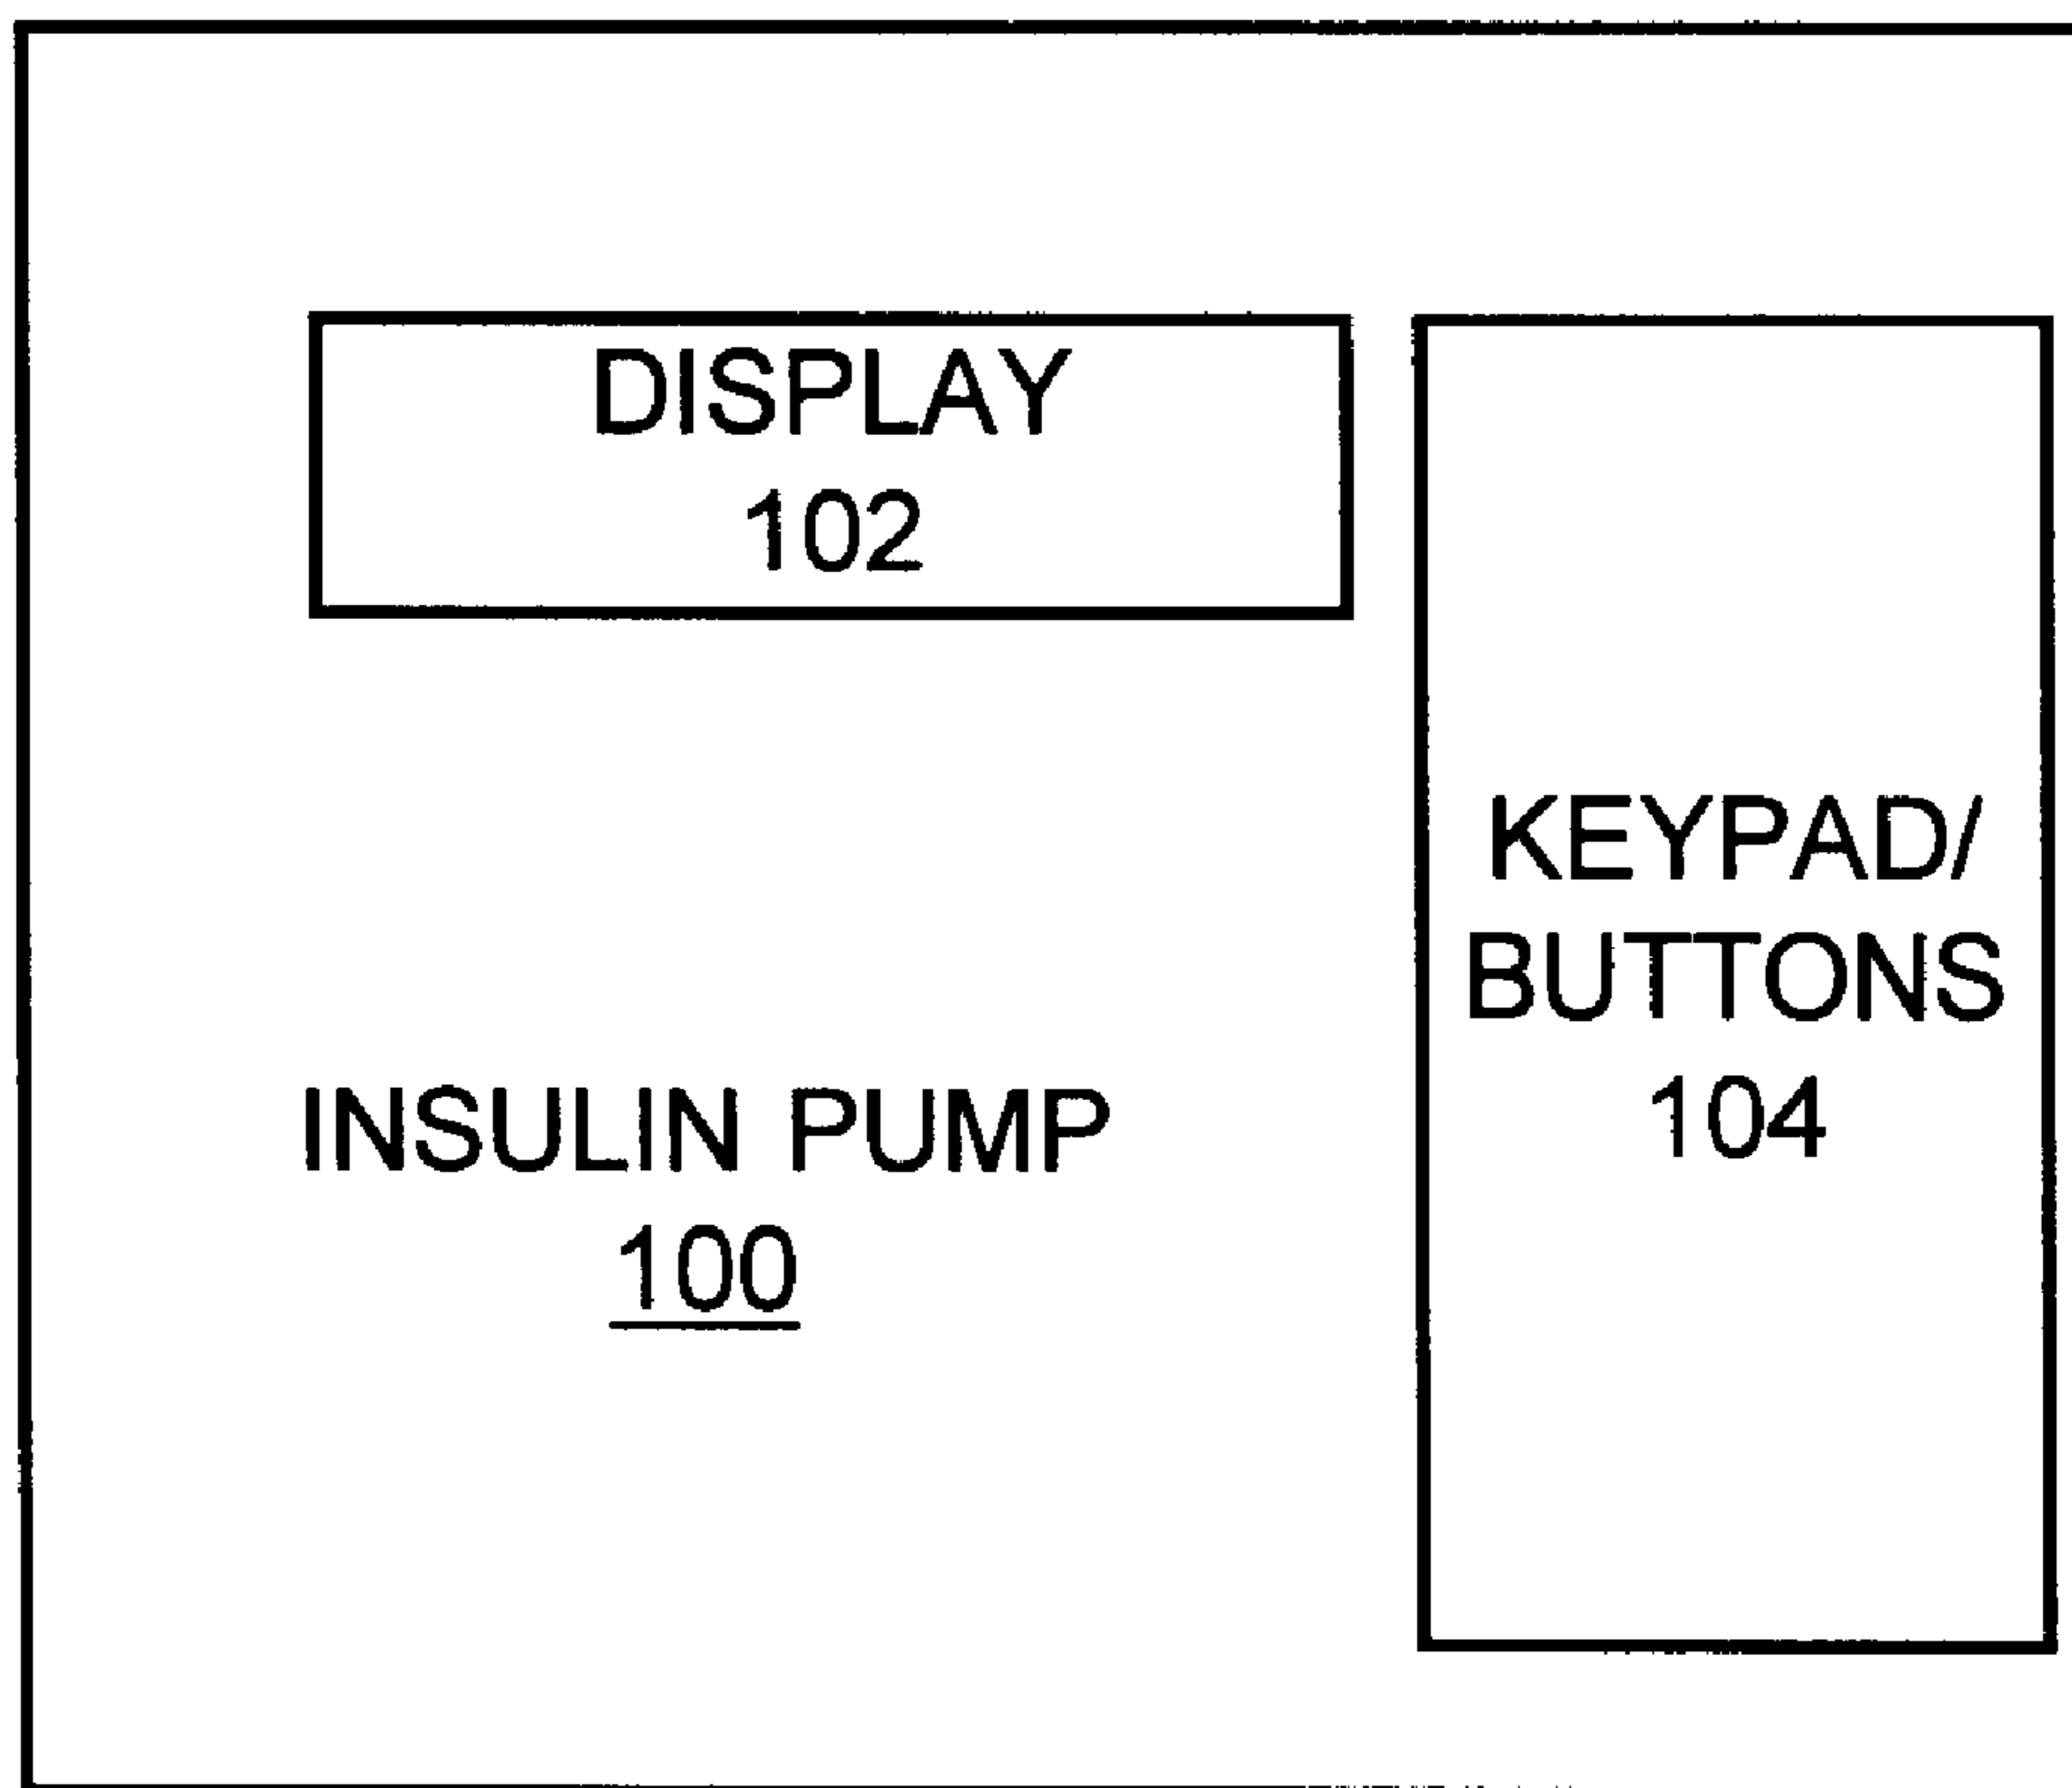 DISPLAY
102
KEYPAD/
BUTTONS
104
INSULIN PUMP
100